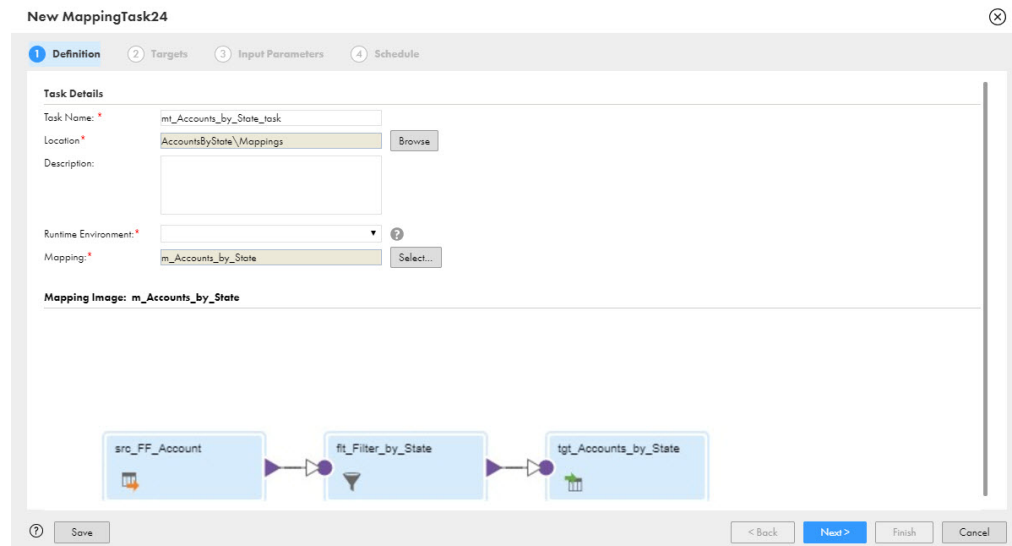 New MappingTask24
1 Definition 2 Targets 3 Input Parameters 4 Schedule
Task Details
Task Name: * mt_Accounts_by_State_task
Location* AccountsByState\Mappings Browse
Description:
Runtime Environment:* ?
Mapping:* m_Accounts_by_State Select...
Mapping Image: m_Accounts_by_State
src_FF_Account flt_Filter_by_State tgt_Accounts_by_State
? Save < Back Next > Finish Cancel